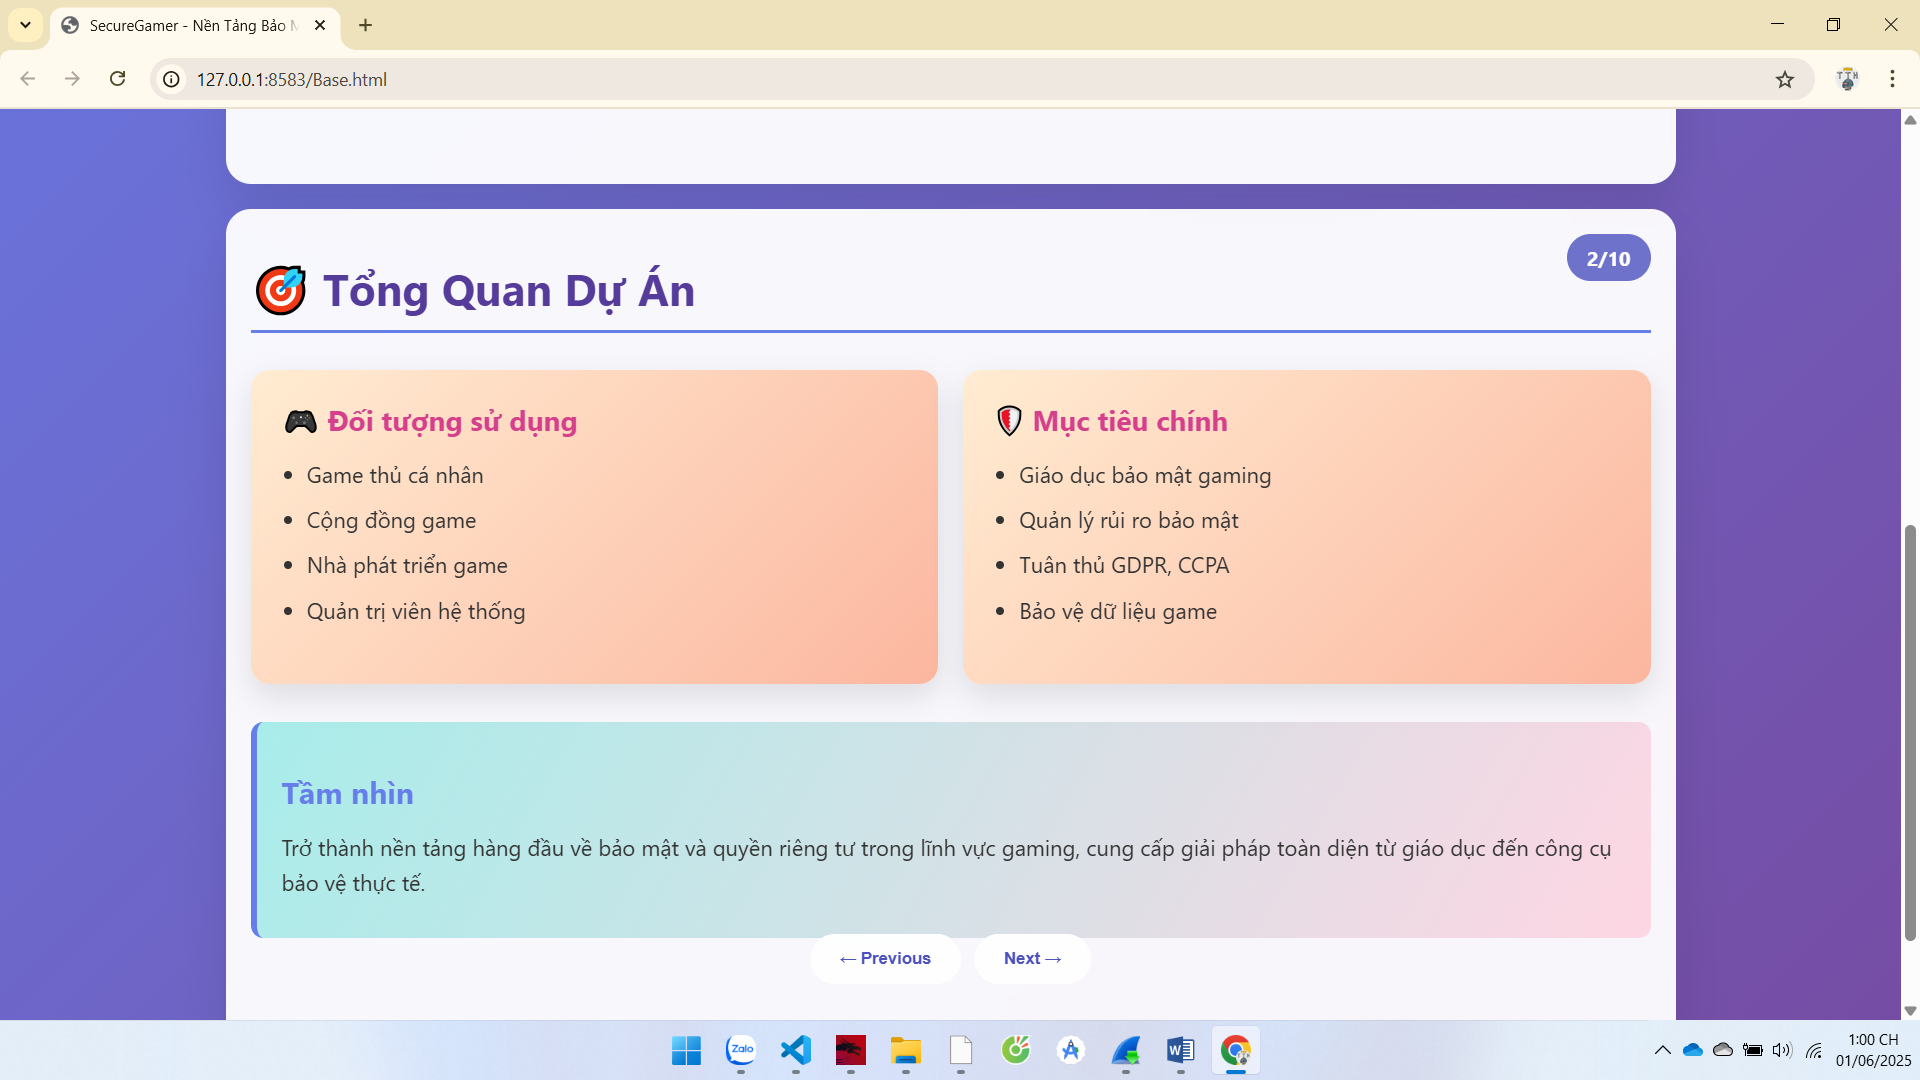 SecureGamer - Nền Tảng Bảo M
127.0.0.1:8583/Base.html
TTH
2/10
Tổng Quan Dự Án
Đối tượng sử dụng
• Game thủ cá nhân
• Cộng đồng game
• Nhà phát triển game
• Quản trị viên hệ thống
Mục tiêu chính
• Giáo dục bảo mật gaming
• Quản lý rủi ro bảo mật
• Tuân thủ GDPR, CCPA
• Bảo vệ dữ liệu game
Tầm nhìn
Trở thành nền tảng hàng đầu về bảo mật và quyền riêng tư trong lĩnh vực gaming, cung cấp giải pháp toàn diện từ giáo dục đến công cụ
bảo vệ thực tế.
← Previous
Next →
Zalo
W
1:00 CH
01/06/2025